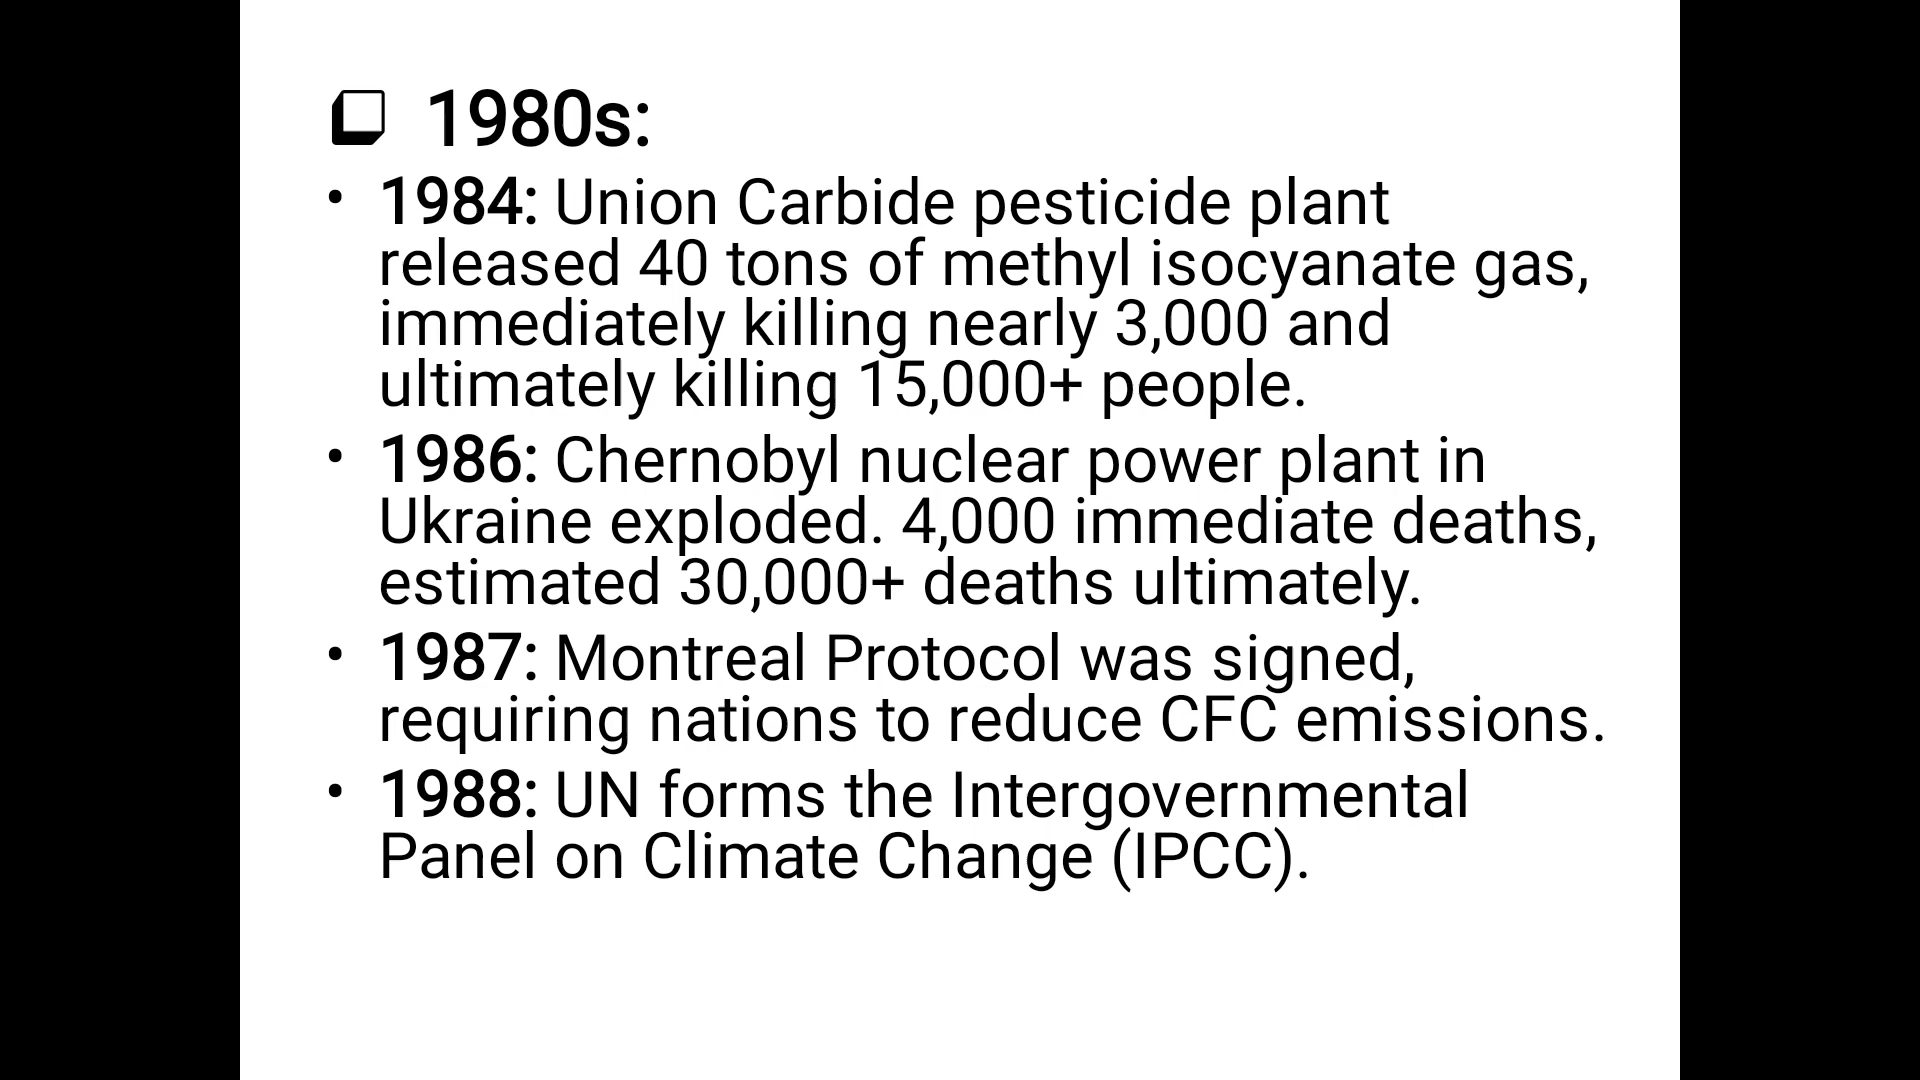 ❑ 1980s:
• 1984: Union Carbide pesticide plant
released 40 tons of methyl isocyanate gas,
immediately killing nearly 3,000 and
ultimately killing 15,000+ people.
• 1986: Chernobyl nuclear power plant in
Ukraine exploded. 4,000 immediate deaths,
estimated 30,000+ deaths ultimately.
• 1987: Montreal Protocol was signed,
requiring nations to reduce CFC emissions.
• 1988: UN forms the Intergovernmental
Panel on Climate Change (IPCC).